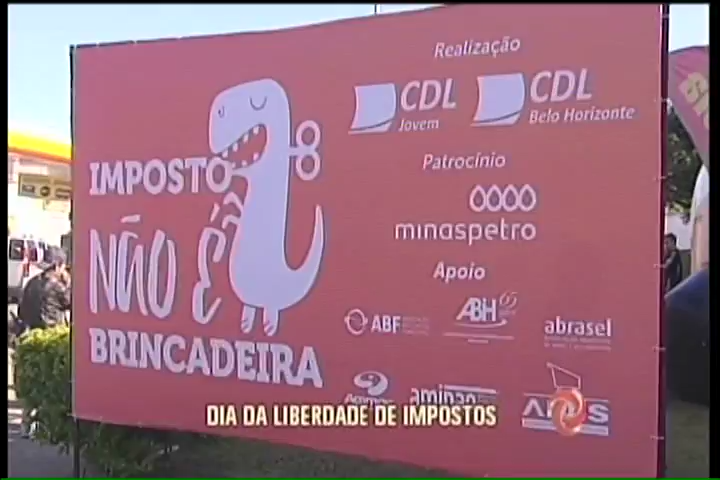 IMPOSTO
NÃO É
BRINCADEIRA
Realização
CDL
Jovem
CDL
Belo Horizonte
Patrocínio
minaspetro
Apoio
ABF
ABIH
abrasel
DIA DA LIBERDADE DE IMPOSTOS